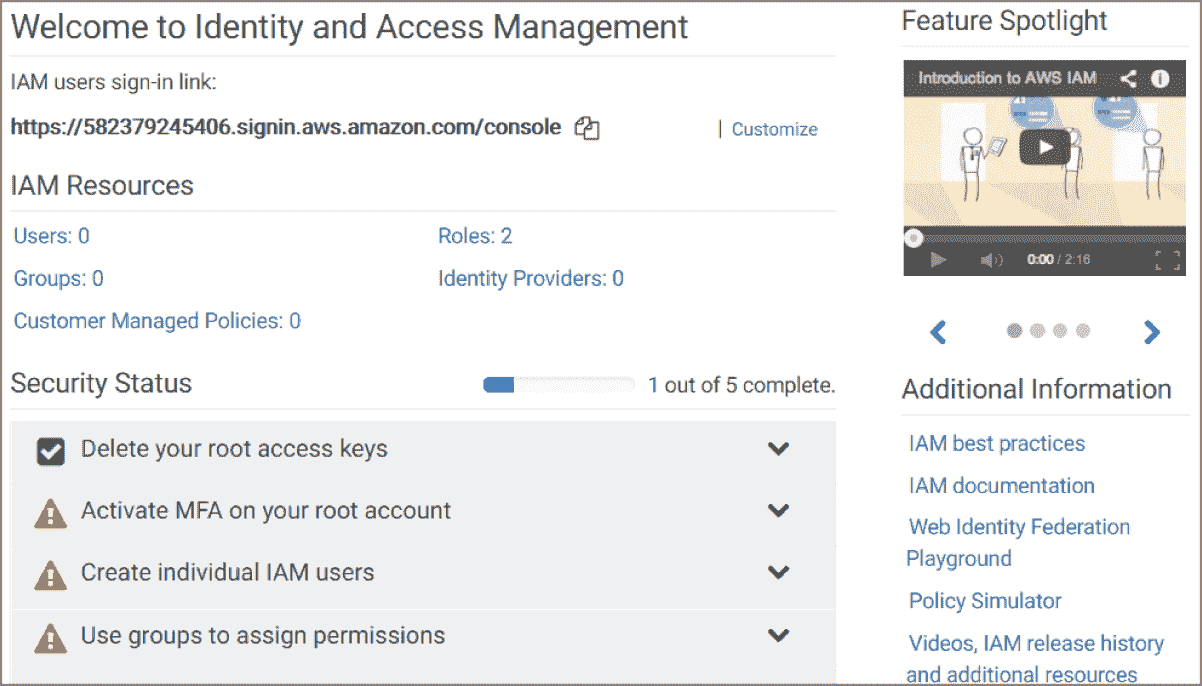 Welcome to Identity and Access Management
IAM users sign-in link:
https://582379245406.signin.aws.amazon.com/console
| Customize
IAM Resources
Users: 0
Roles: 2
Groups: 0
Identity Providers: 0
Customer Managed Policies: 0
Security Status
1 out of 5 complete.
Delete your root access keys
Activate MFA on your root account
Create individual IAM users
Use groups to assign permissions
Feature Spotlight
Introduction to AWS IAM
0:00 / 2:16
Additional Information
IAM best practices
IAM documentation
Web Identity Federation
Playground
Policy Simulator
Videos, IAM release history
and additional resources